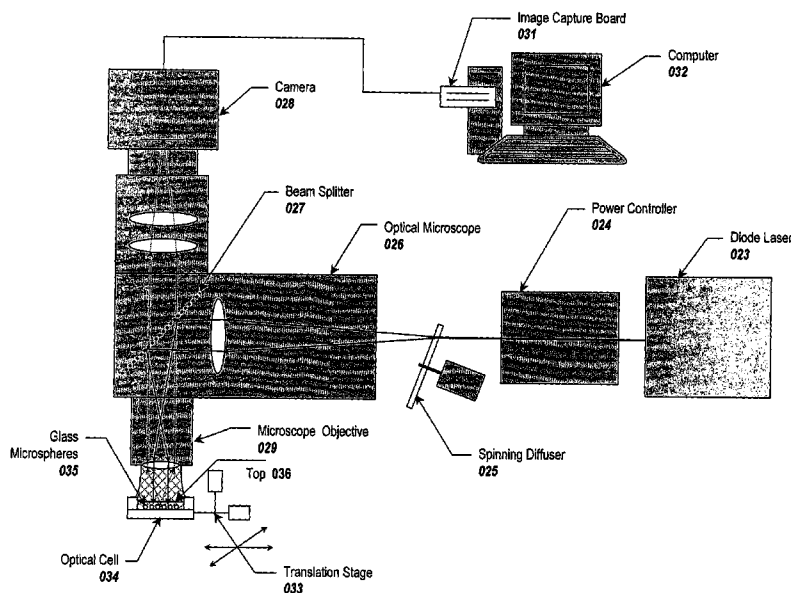 Image Capture Board
031
Computer
032
Camera
028
Beam Splitter
027
Optical Microscope
026
Power Controller
024
Diode Laser
023
Glass
Microspheres
035
Microscope Objective
029
Top 036
Spinning Diffuser
025
Optical Cell
034
Translation Stage
033